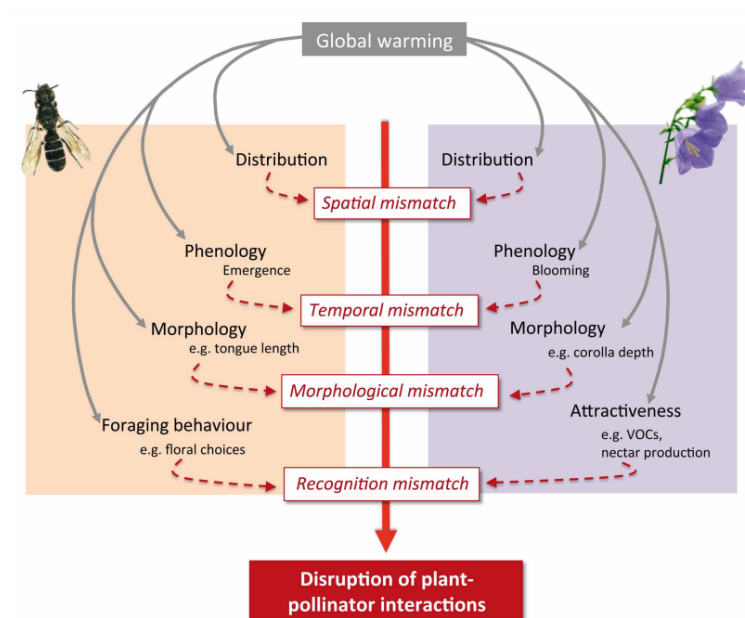 Global warming
Distribution
Distribution
Spatial mismatch
Phenology
Emergence
Phenology
Blooming
Temporal mismatch
Morphology
e.g. tongue length
Morphology
e.g. corolla depth
Morphological mismatch
Foraging behaviour
e.g. floral choices
Attractiveness
e.g. VOCs,
nectar production
Recognition mismatch
Disruption of plant-
pollinator interactions